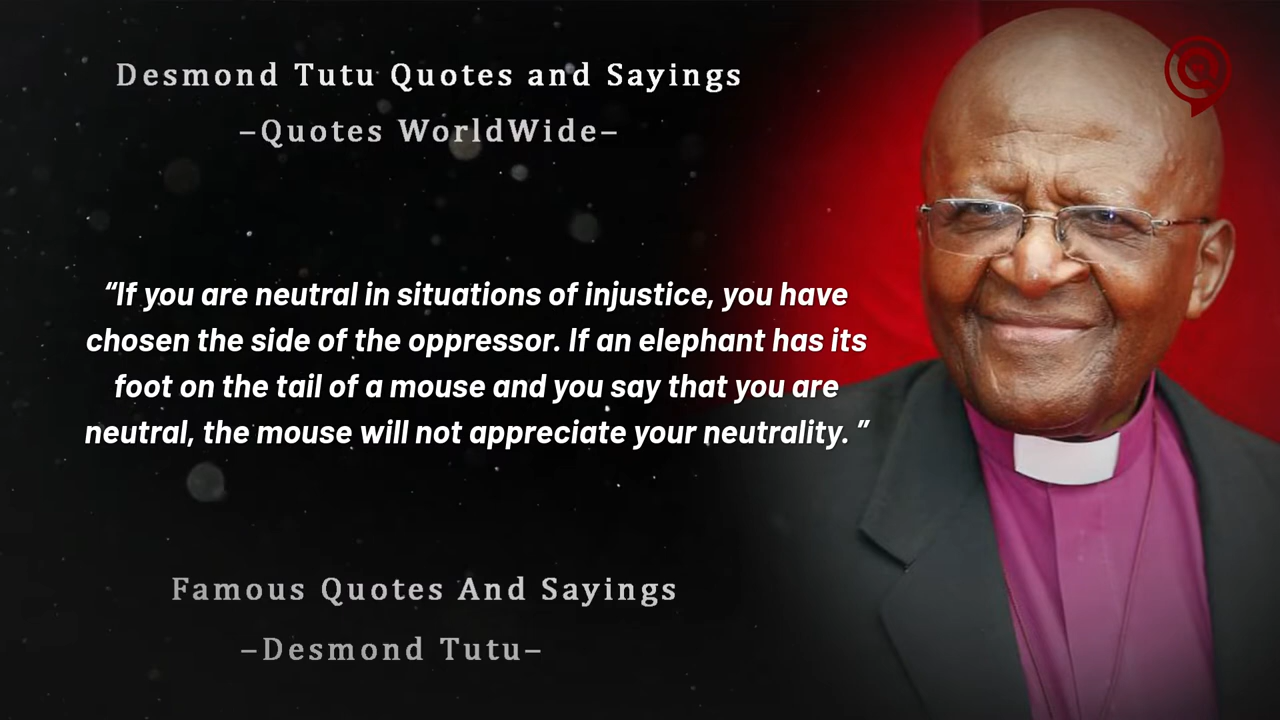 Desmond Tutu Quotes and Sayings
–Quotes WorldWide–
“If you are neutral in situations of injustice, you have
chosen the side of the oppressor. If an elephant has its
foot on the tail of a mouse and you say that you are
neutral, the mouse will not appreciate your neutrality. ”
Famous Quotes And Sayings
–Desmond Tutu–